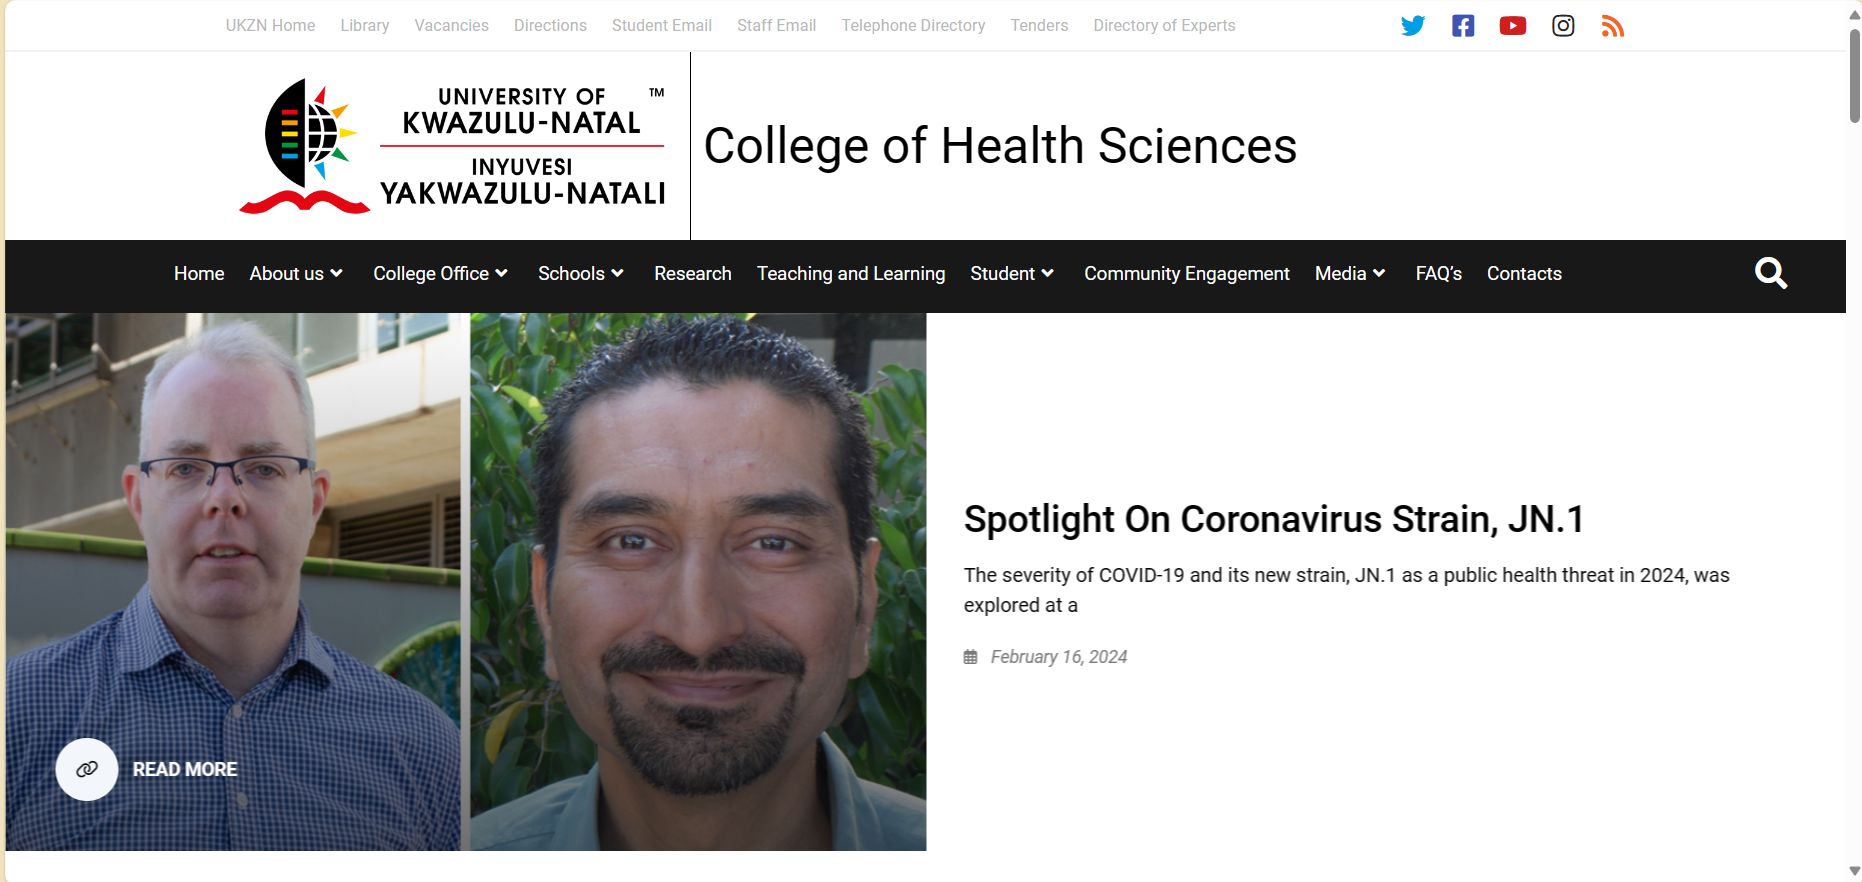 UKZN Home Library Vacancies Directions Student Email Staff Email Telephone Directory Tenders Directory of Experts
UNIVERSITY OF ™
KWAZULU-NATAL
INYUVESI
YAKWAZULU-NATALI
College of Health Sciences
Home About us College Office Schools Research Teaching and Learning Student Community Engagement Media FAQ’s Contacts
Spotlight On Coronavirus Strain, JN.1
The severity of COVID-19 and its new strain, JN.1 as a public health threat in 2024, was
explored at a
February 16, 2024
READ MORE